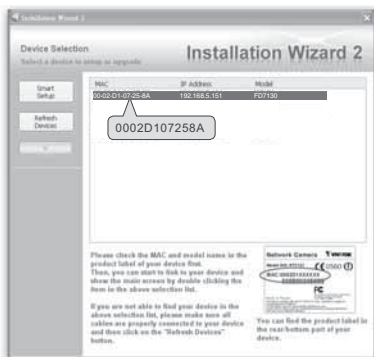 Installation Wizard 2
Device Selection
Select a device to setup or upgrade
Installation Wizard 2
Smart
Setup
Refresh
Devices
MAC IP Address Model
00-02-D1-07-25-8A 192.168.5.151 FD7130
0002D107258A
Please check the MAC and model name in the
product label of your device first.
Then, you can start to link to your device and
show the main screen by double clicking the
item in the above selection list.
If you are not able to find your device in the
above selection list, please make sure all
cables are properly connected to your device
and then click on the "Refresh Devices"
button.
Network Camera
MAC:0002D1XXXXXX
FC
You can find the product label in
the rear/bottom part of your
device.